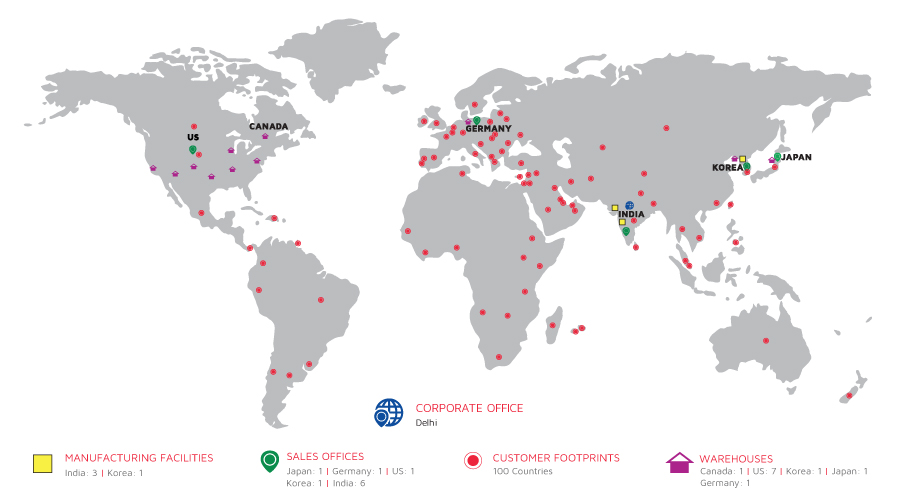 CANADA
US
GERMANY
JAPAN
KOREA
INDIA
CORPORATE OFFICE
Delhi
MANUFACTURING FACILITIES
India: 3 | Korea: 1
SALES OFFICES
Japan: 1 | Germany: 1 | US: 1
Korea: 1 | India: 6
CUSTOMER FOOTPRINTS
100 Countries
WAREHOUSES
Canada: 1 | US: 7 | Korea: 1 | Japan: 1
Germany: 1